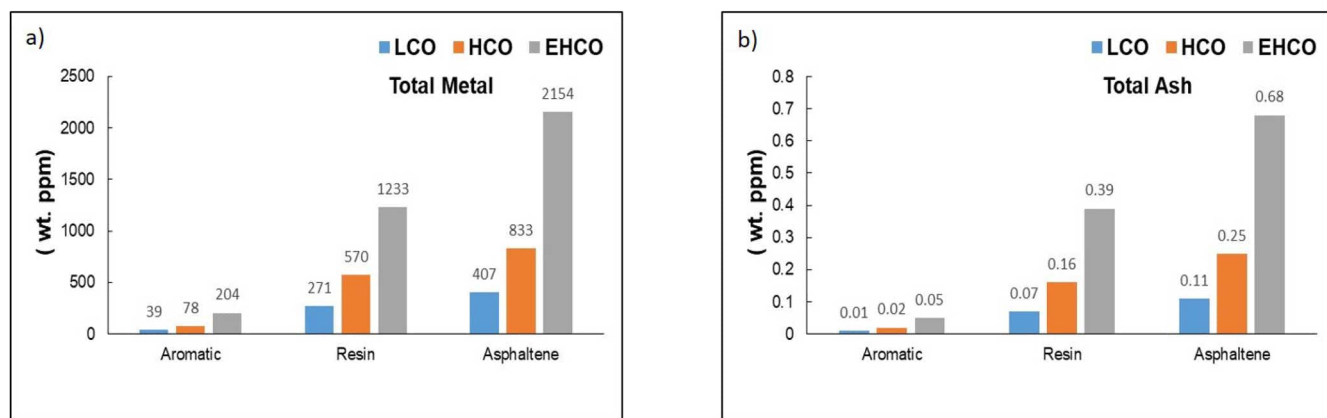 a)
LCO HCO EHCO
Total Metal
( wt. ppm)
2500
2000
1500
1000
500
0
39 78 204
271 570 1233
407 833 2154
Aromatic Resin Asphaltene
b)
LCO HCO EHCO
Total Ash
( wt. ppm)
0.8
0.7
0.6
0.5
0.4
0.3
0.2
0.1
0
0.01 0.02 0.05
0.07 0.16 0.39
0.11 0.25 0.68
Aromatic Resin Asphaltene